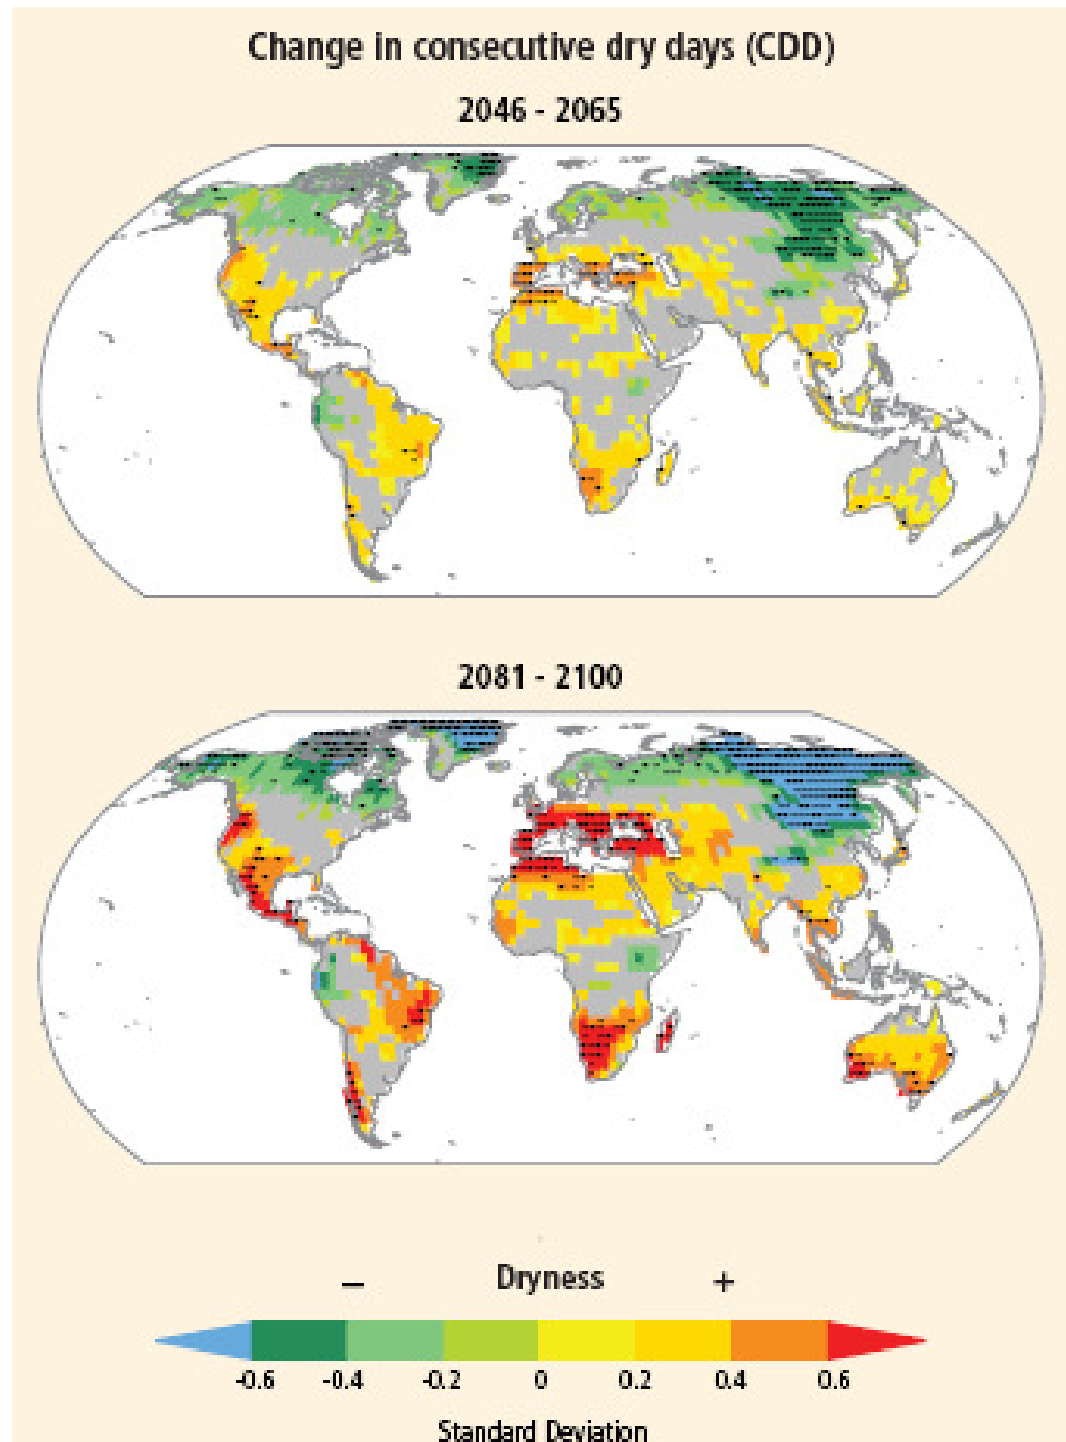 Change in consecutive dry days (CDD)
2046 - 2065
2081 - 2100
– Dryness +
-0.6 -0.4 -0.2 0 0.2 0.4 0.6
Standard Deviation